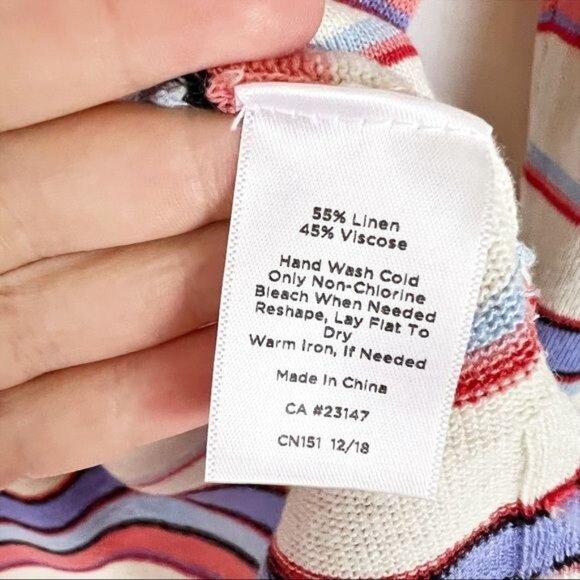 55% Linen
45% Viscose
Hand Wash Cold
Only Non-Chlorine
Bleach When Needed
Reshape, Lay Flat To
Dry
Warm Iron, If Needed
Made In China
CA #23147
CN151 12/18